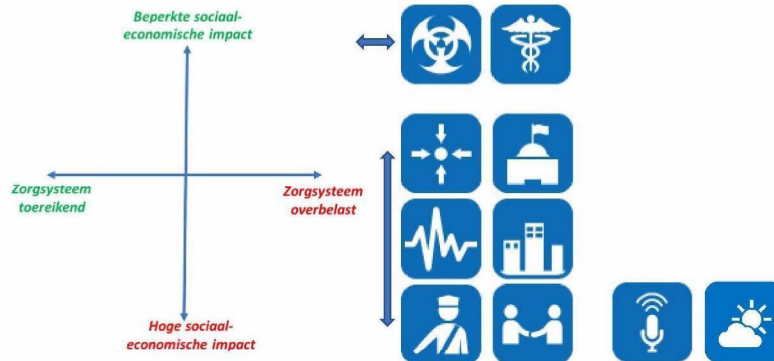 Beperkte sociaal-
economische impact
Zorgsysteem
toereikend
Zorgsysteem
overbelast
Hoge sociaal-
economische impact